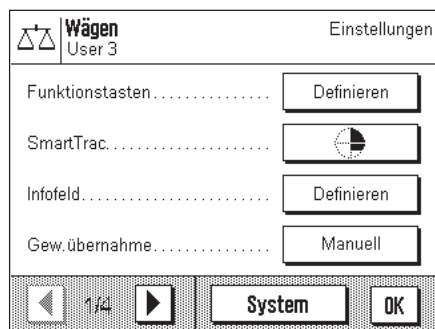 Wägen
User 3
Einstellungen
Funktionstasten............... Definieren
SmartTrac.....................
Infofeld........................ Definieren
Gew.übernahme............... Manuell
1/4 System OK